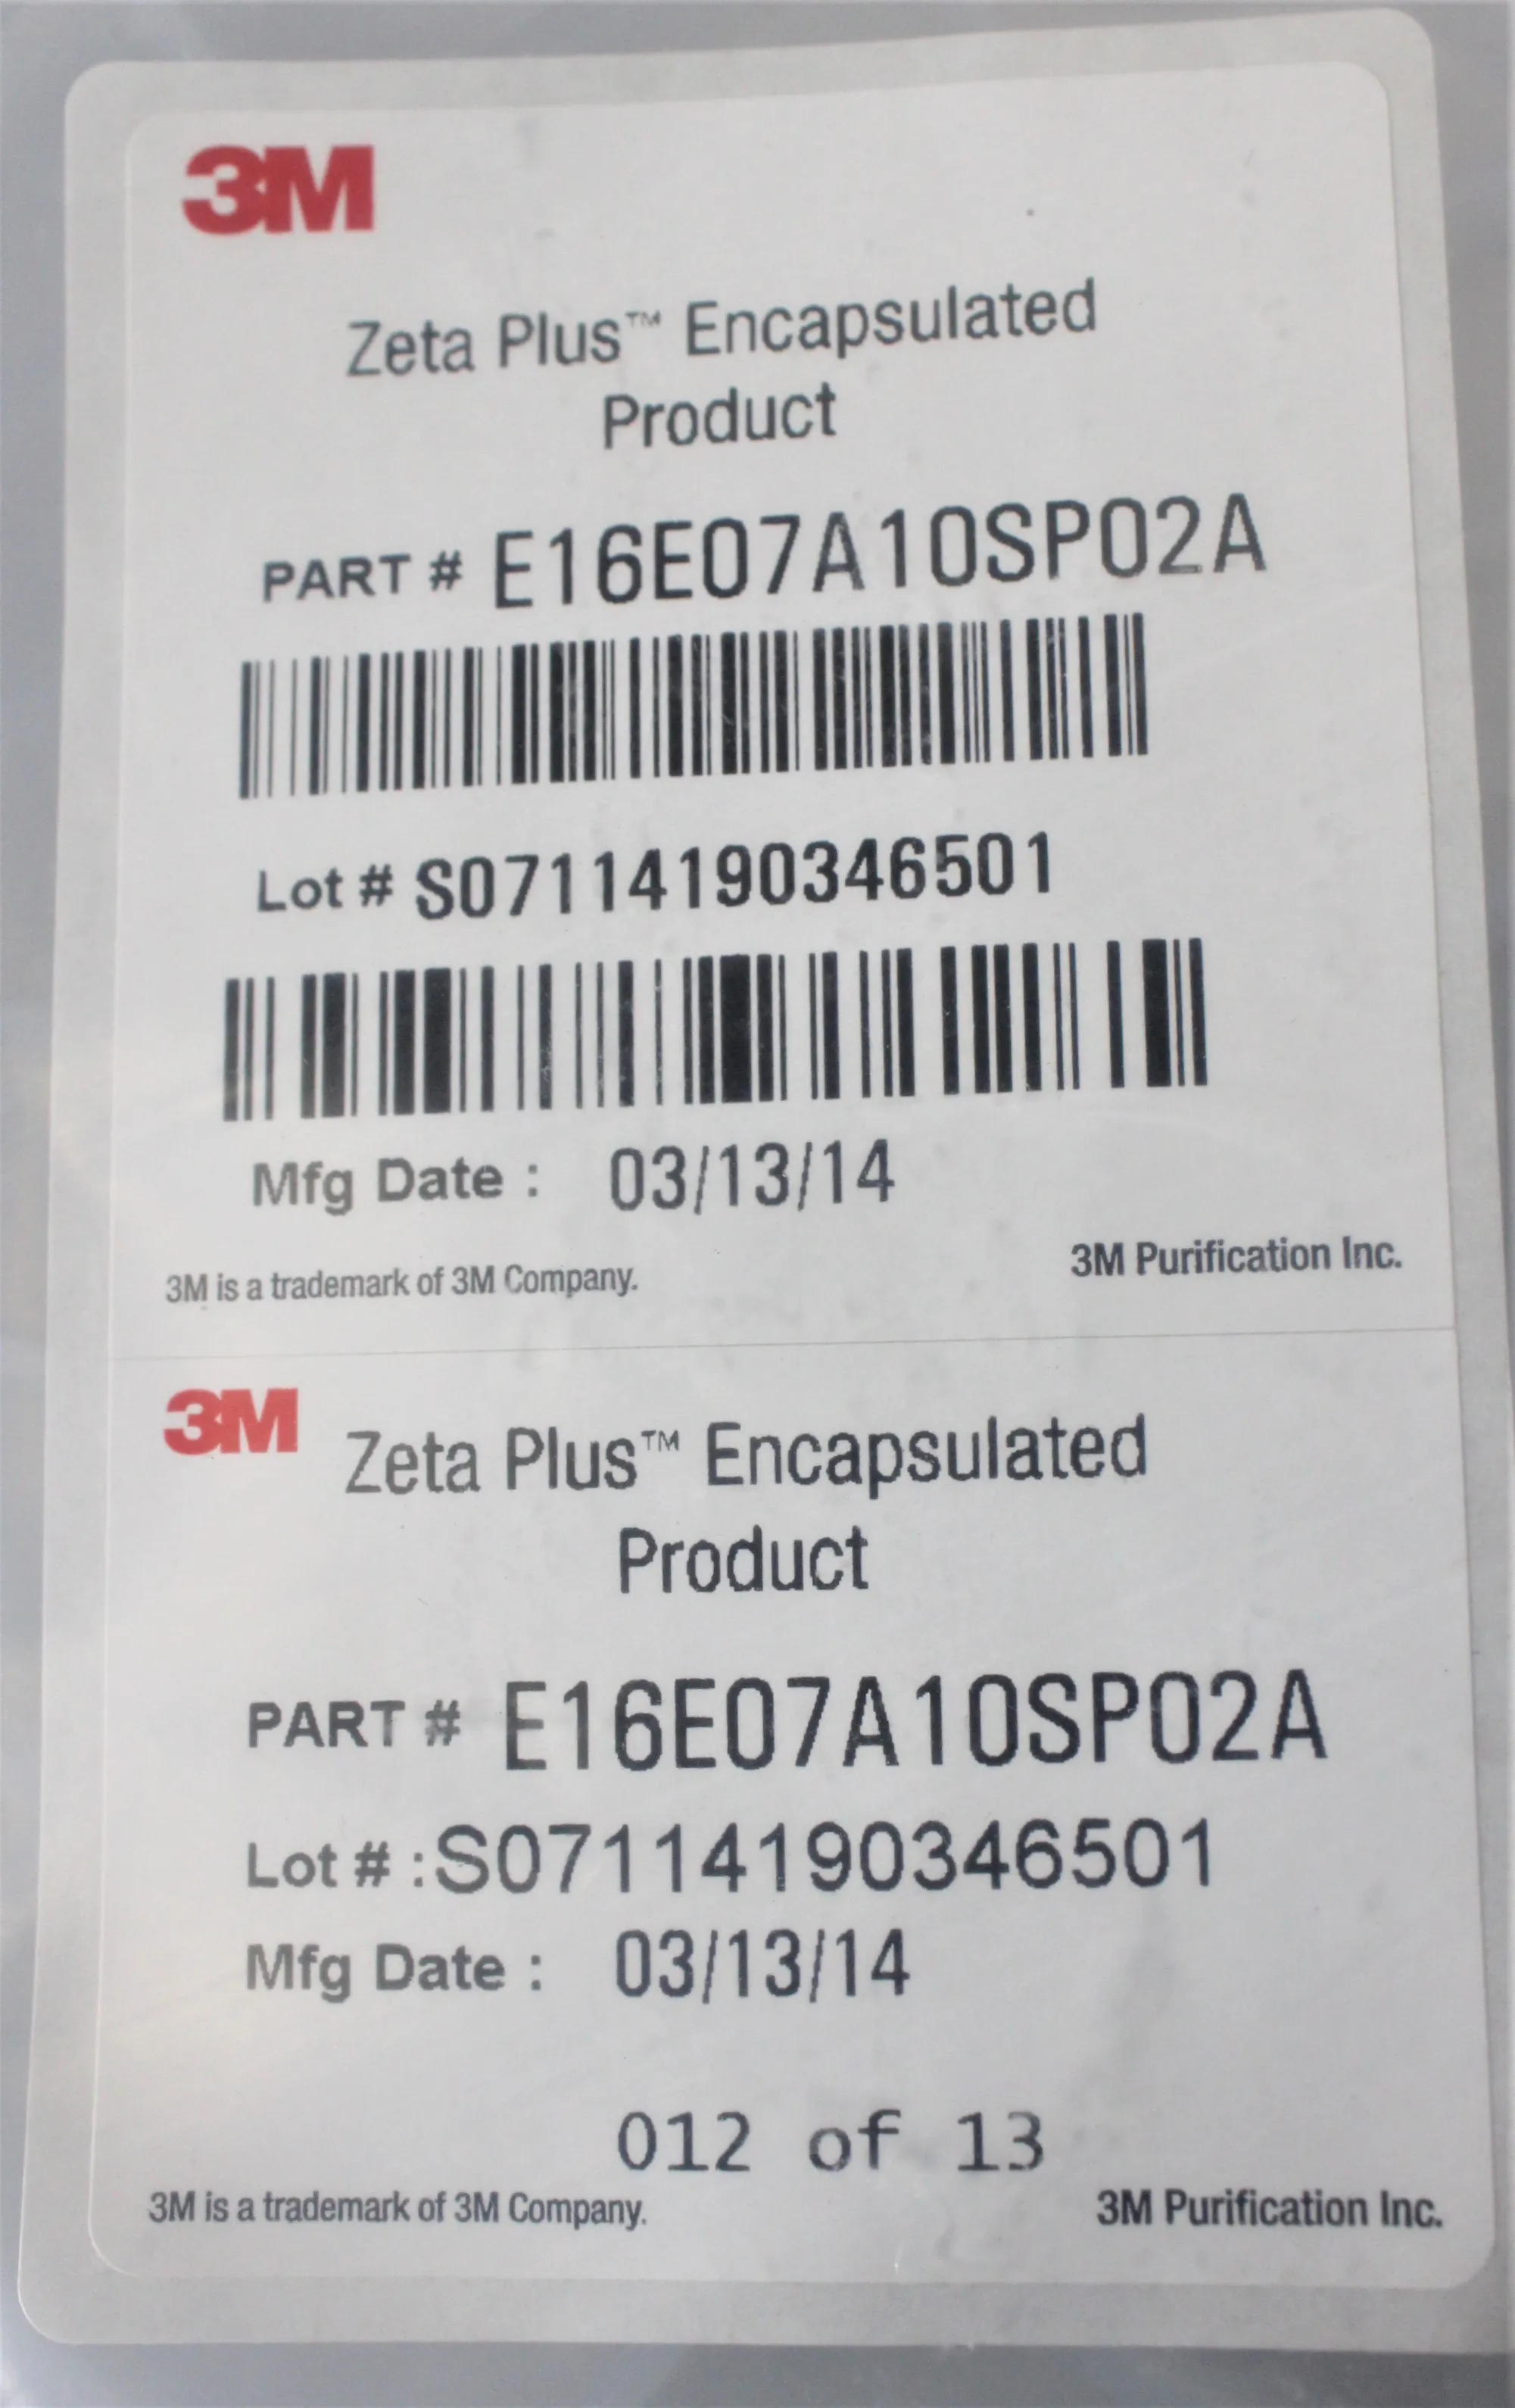 3M
Zeta Plus™ Encapsulated
Product
PART # E16E07A10SP02A
Lot # S07114190346501
Mfg Date : 03/13/14
3M Purification Inc.
3M is a trademark of 3M Company.
3M Zeta Plus™ Encapsulated
Product
PART # E16E07A10SP02A
Lot # :S07114190346501
Mfg Date : 03/13/14
012 of 13
3M is a trademark of 3M Company. 3M Purification Inc.